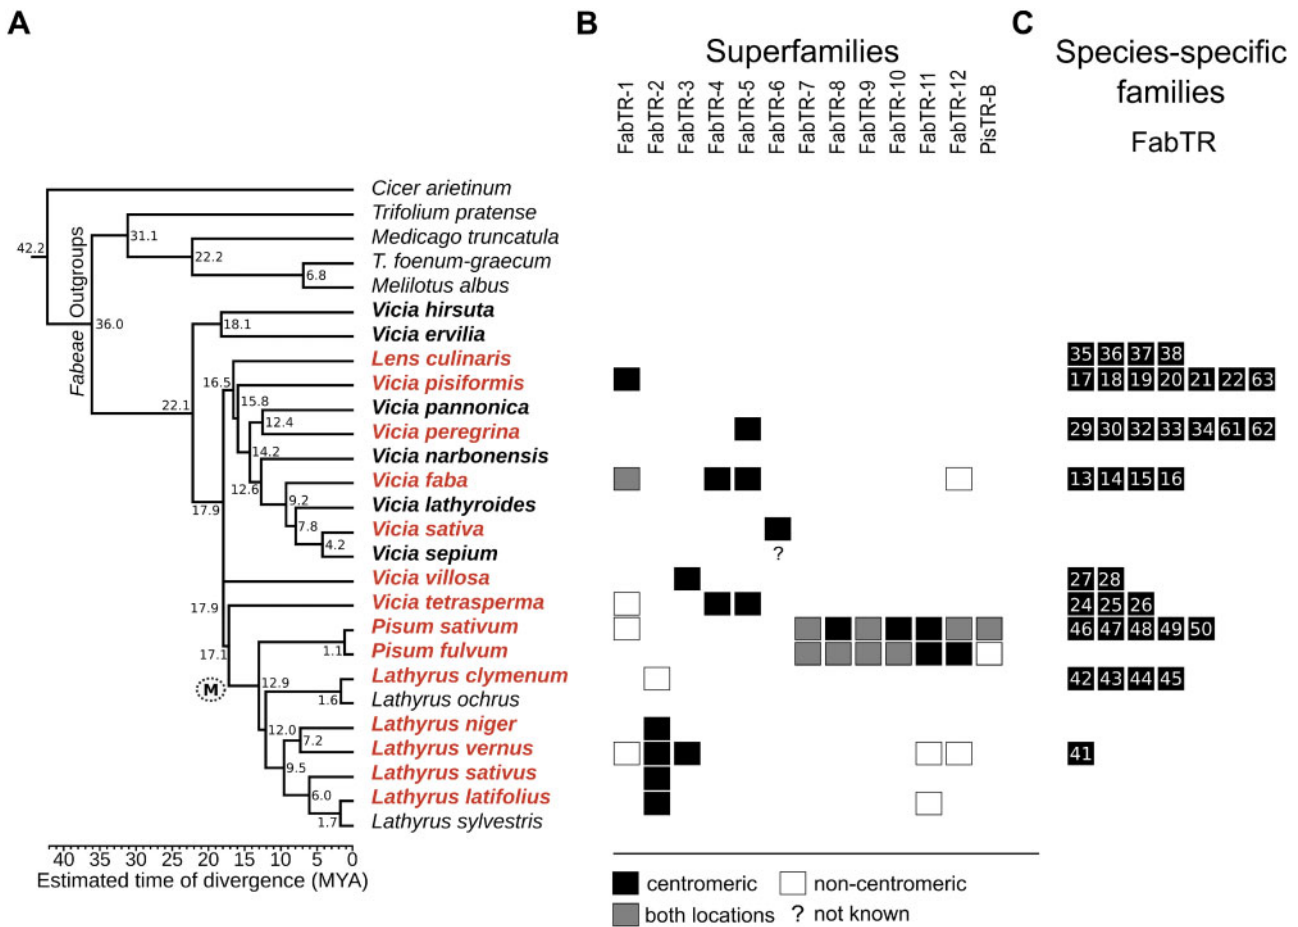 A
B
C
Superfamilies
Species-specific
families
FabTR
FabTR-1
FabTR-2
FabTR-3
FabTR-4
FabTR-5
FabTR-6
FabTR-7
FabTR-8
FabTR-9
FabTR-10
FabTR-11
FabTR-12
PisTR-B
Outgroups
Fabeae
42.2
36.0
31.1
22.2
6.8
22.1
18.1
17.9
16.5
15.8
12.4
14.2
12.6
9.2
7.8
4.2
17.9
17.1
M
12.9
1.1
1.6
12.0
7.2
9.5
6.0
1.7
Cicer arietinum
Trifolium pratense
Medicago truncatula
T. foenum-graecum
Melilotus albus
Vicia hirsuta
Vicia ervilia
Lens culinaris 35 36 37 38
Vicia pisiformis 17 18 19 20 21 22 63
Vicia pannonica
Vicia peregrina 29 30 32 33 34 61 62
Vicia narbonensis
Vicia faba 13 14 15 16
Vicia lathyroides
Vicia sativa
Vicia sepium ?
Vicia villosa 27 28
Vicia tetrasperma 24 25 26
Pisum sativum 46 47 48 49 50
Pisum fulvum
Lathyrus clymenum 42 43 44 45
Lathyrus ochrus
Lathyrus niger
Lathyrus vernus 41
Lathyrus sativus
Lathyrus latifolius
Lathyrus sylvestris
40 35 30 25 20 15 10 5 0
Estimated time of divergence (MYA)
centromeric
non-centromeric
both locations
? not known